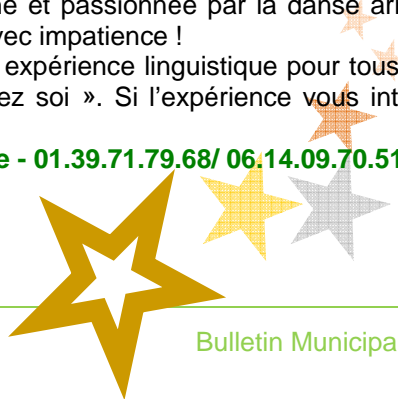 et passionnée par la danse
vec impatience !
expérience linguistique pour tous
ez soi ». Si l'expérience vous int
e - 01.39.71.79.68/ 06.14.09.70.51
Bulletin Municipa